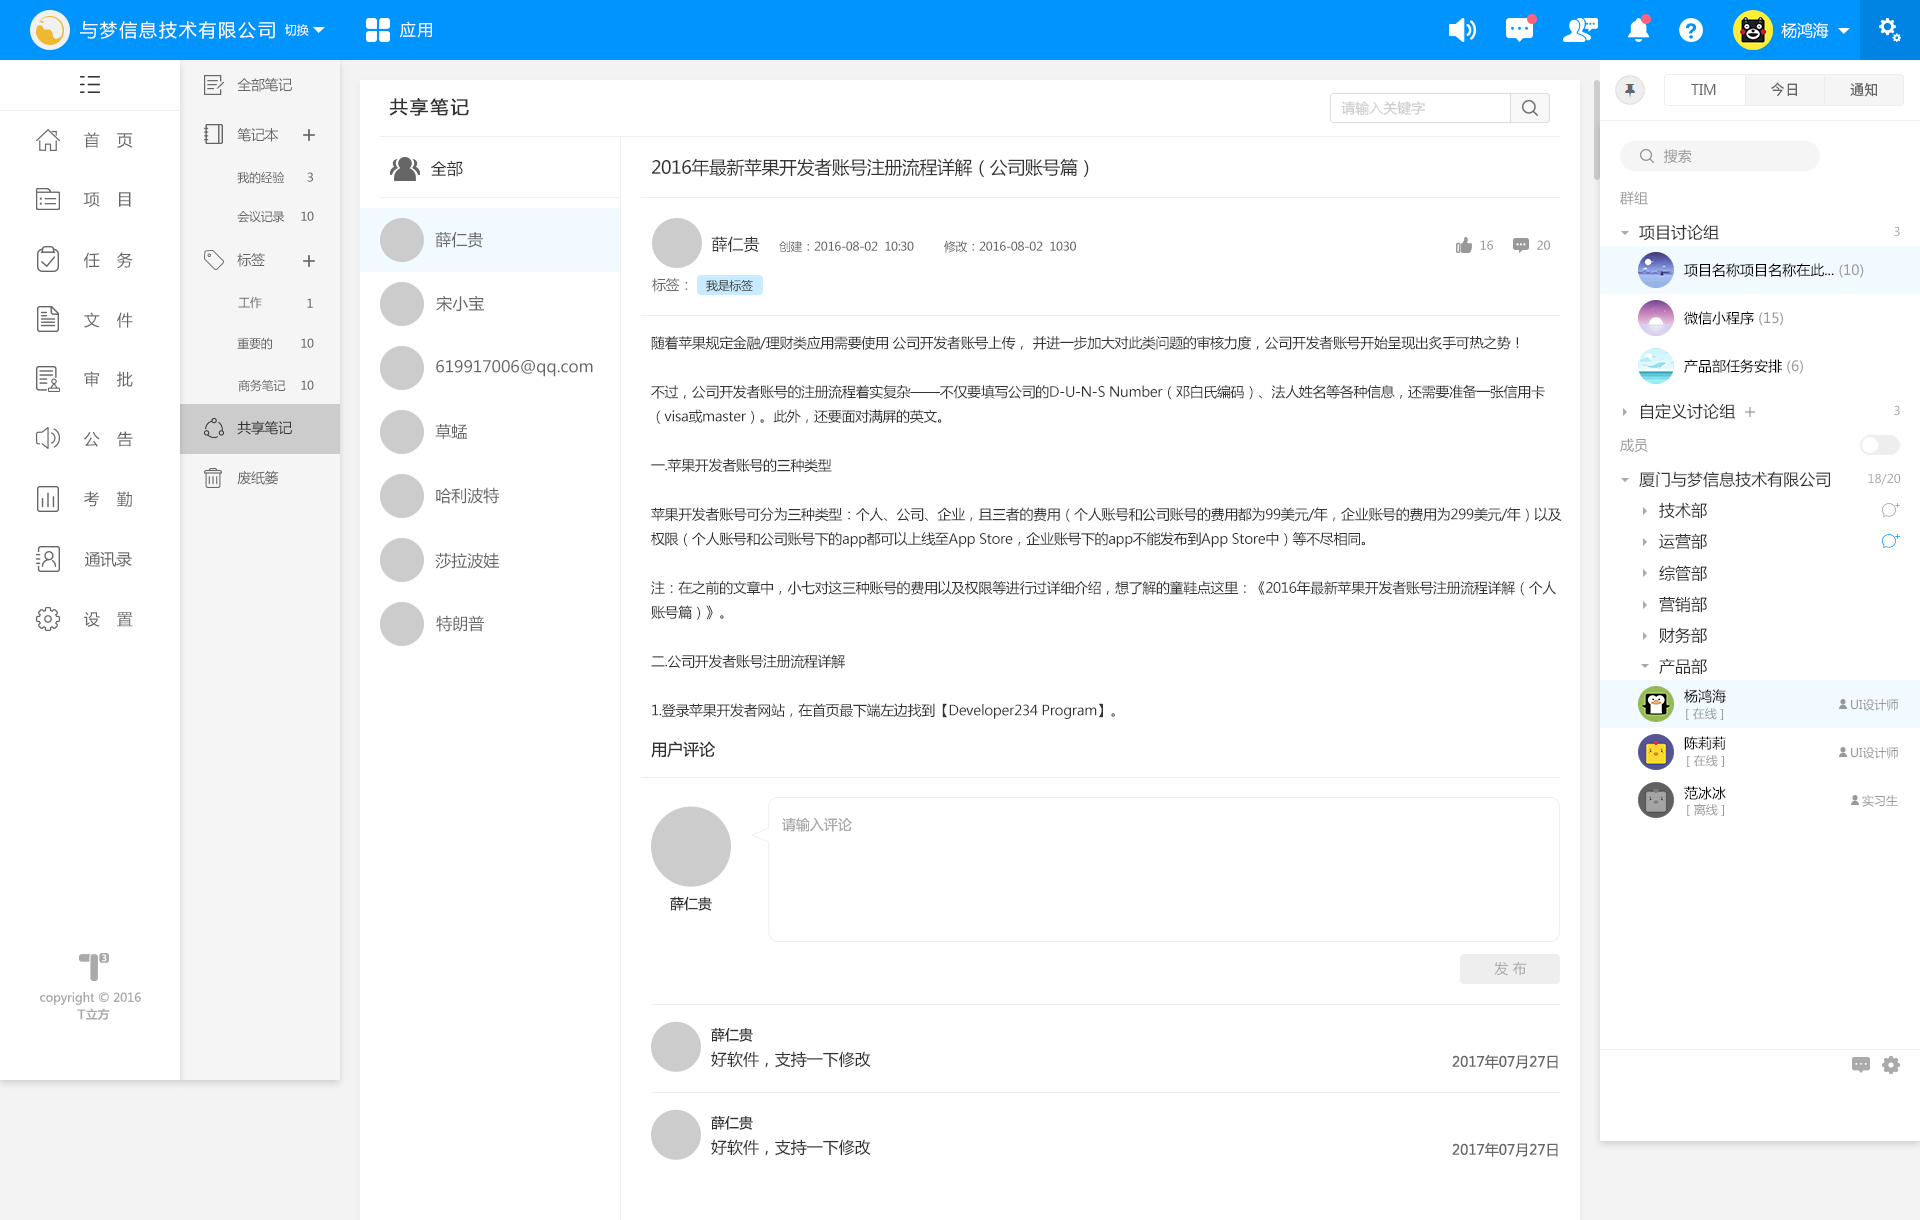 与梦信息技术有限公司 切换
应用
杨鸿海
首 页
项 目
任 务
文 件
审 批
公 告
考 勤
通讯录
设 置
T3
copyright © 2016
T立方
全部笔记
笔记本 +
我的经验 3
会议记录 10
标签 +
工作 1
重要的 10
商务笔记 10
共享笔记
废纸篓
共享笔记
请输入关键字
全部
薛仁贵
宋小宝
619917006@qq.com
草蜢
哈利波特
莎拉波娃
特朗普
2016年最新苹果开发者账号注册流程详解（公司账号篇）
薛仁贵 创建：2016-08-02 10:30 修改：2016-08-02 1030 16 20
标签： 我是标签
随着苹果规定金融/理财类应用需要使用 公司开发者账号上传， 并进一步加大对此类问题的审核力度，公司开发者账号开始呈现出炙手可热之势！
不过，公司开发者账号的注册流程着实复杂——不仅要填写公司的D-U-N-S Number（邓白氏编码）、法人姓名等各种信息，还需要准备一张信用卡
（visa或master）。此外，还要面对满屏的英文。
一.苹果开发者账号的三种类型
苹果开发者账号可分为三种类型：个人、公司、企业，且三者的费用（个人账号和公司账号的费用都为99美元/年，企业账号的费用为299美元/年）以及
权限（个人账号和公司账号下的app都可以上线至App Store，企业账号下的app不能发布到App Store中）等不尽相同。
注：在之前的文章中，小七对这三种账号的费用以及权限等进行过详细介绍，想了解的童鞋点这里：《2016年最新苹果开发者账号注册流程详解（个人
账号篇）》。
二.公司开发者账号注册流程详解
1.登录苹果开发者网站，在首页最下端左边找到【Developer234 Program】。
用户评论
薛仁贵
请输入评论
发 布
薛仁贵
好软件，支持一下修改
2017年07月27日
薛仁贵
好软件，支持一下修改
2017年07月27日
TIM 今日 通知
搜索
群组
项目讨论组 3
项目名称项目名称在此... (10)
微信小程序 (15)
产品部任务安排 (6)
自定义讨论组 + 3
成员
厦门与梦信息技术有限公司 18/20
技术部
运营部
综管部
营销部
财务部
产品部
杨鸿海
[ 在线 ]
UI设计师
陈莉莉
[ 在线 ]
UI设计师
范冰冰
[ 离线 ]
实习生